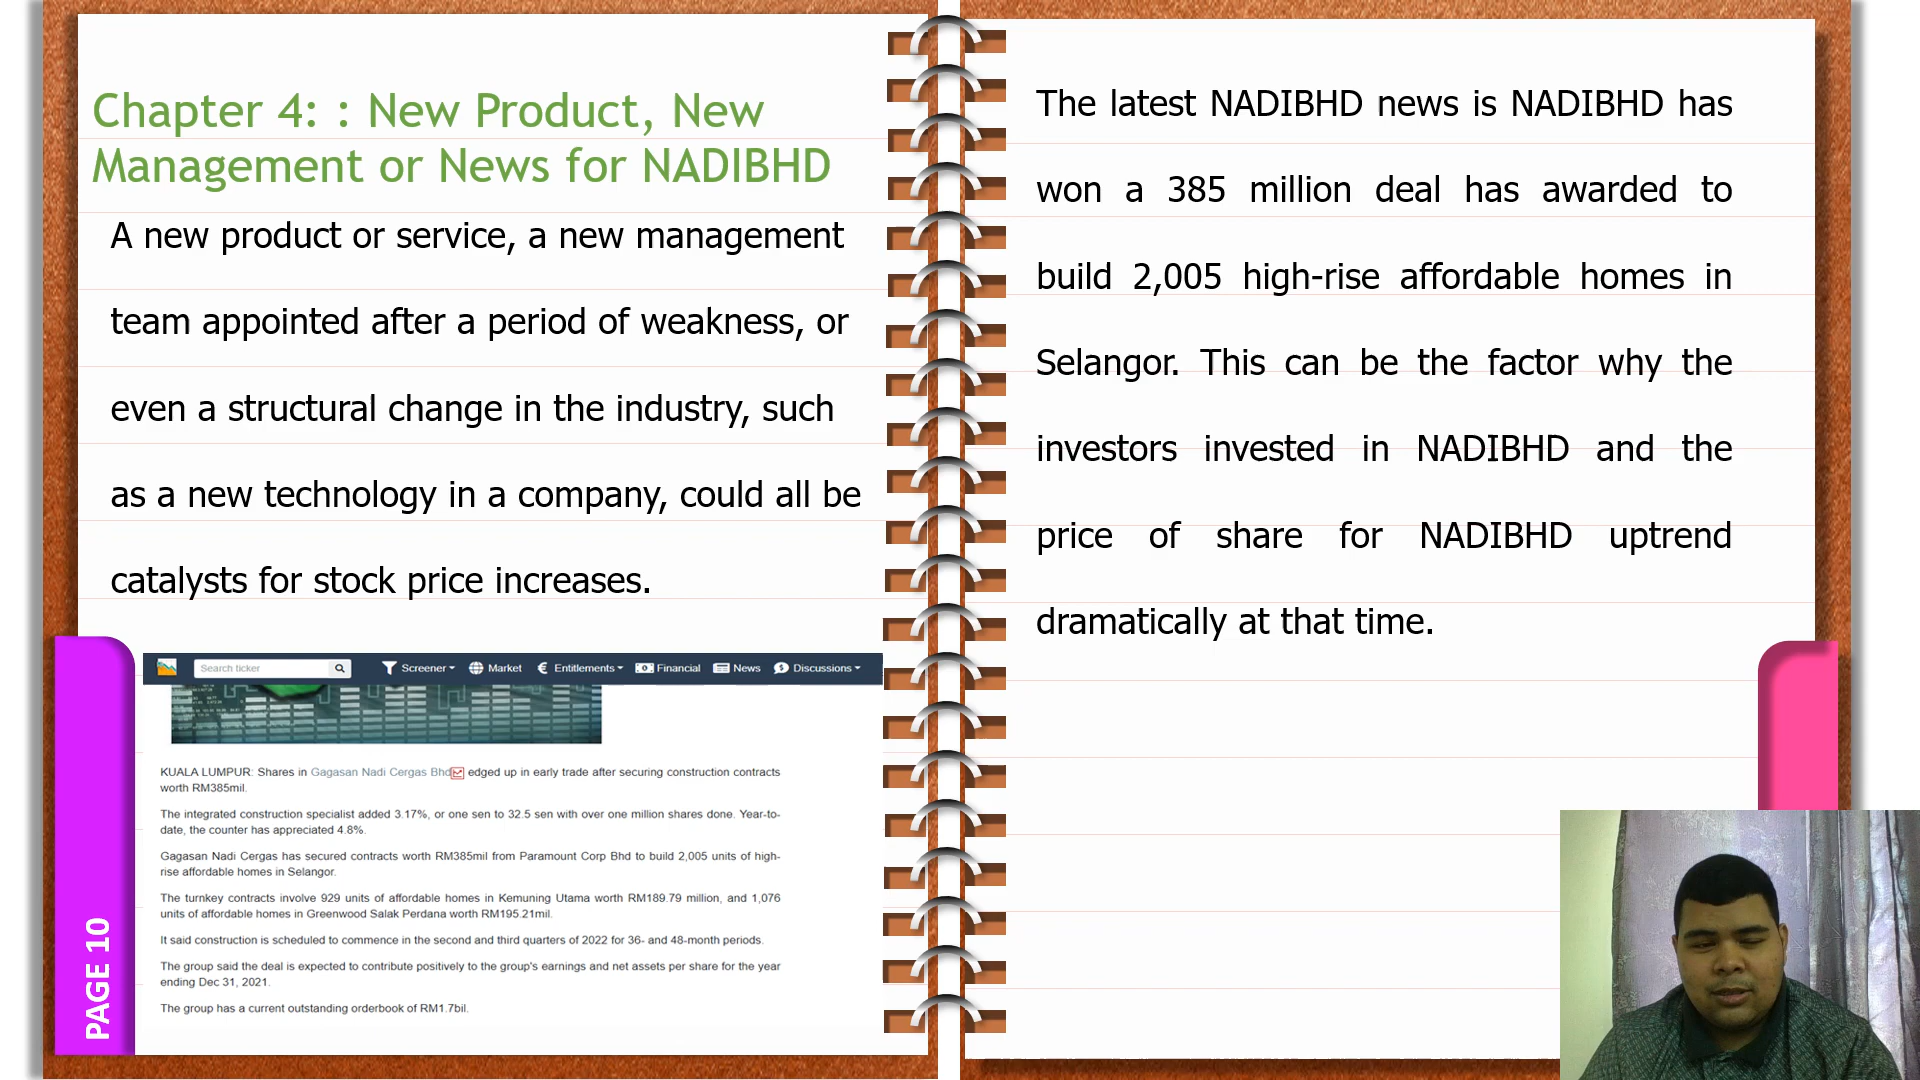 Chapter 4: : New Product, New
Management or News for NADIBHD
A new product or service, a new management
team appointed after a period of weakness, or
even a structural change in the industry, such
as a new technology in a company, could all be
catalysts for stock price increases.
Search ticker
Screener
Market
Entitlements
Financial
News
Discussions
KUALA LUMPUR: Shares in Gagasan Nadi Cergas Bhd edged up in early trade after securing construction contracts
worth RM385mil.
The integrated construction specialist added 3.17%, or one sen to 32.5 sen with over one million shares done. Year-to-
date, the counter has appreciated 4.8%.
Gagasan Nadi Cergas has secured contracts worth RM385mil from Paramount Corp Bhd to build 2,005 units of high-
rise affordable homes in Selangor.
The turnkey contracts involve 929 units of affordable homes in Kemuning Utama worth RM189.79 million, and 1,076
units of affordable homes in Greenwood Salak Perdana worth RM195.21mil.
It said construction is scheduled to commence in the second and third quarters of 2022 for 36- and 48-month periods.
The group said the deal is expected to contribute positively to the group's earnings and net assets per share for the year
ending Dec 31, 2021.
The group has a current outstanding orderbook of RM1.7bil.
PAGE 10
The latest NADIBHD news is NADIBHD has
won a 385 million deal has awarded to
build 2,005 high-rise affordable homes in
Selangor. This can be the factor why the
investors invested in NADIBHD and the
price of share for NADIBHD uptrend
dramatically at that time.